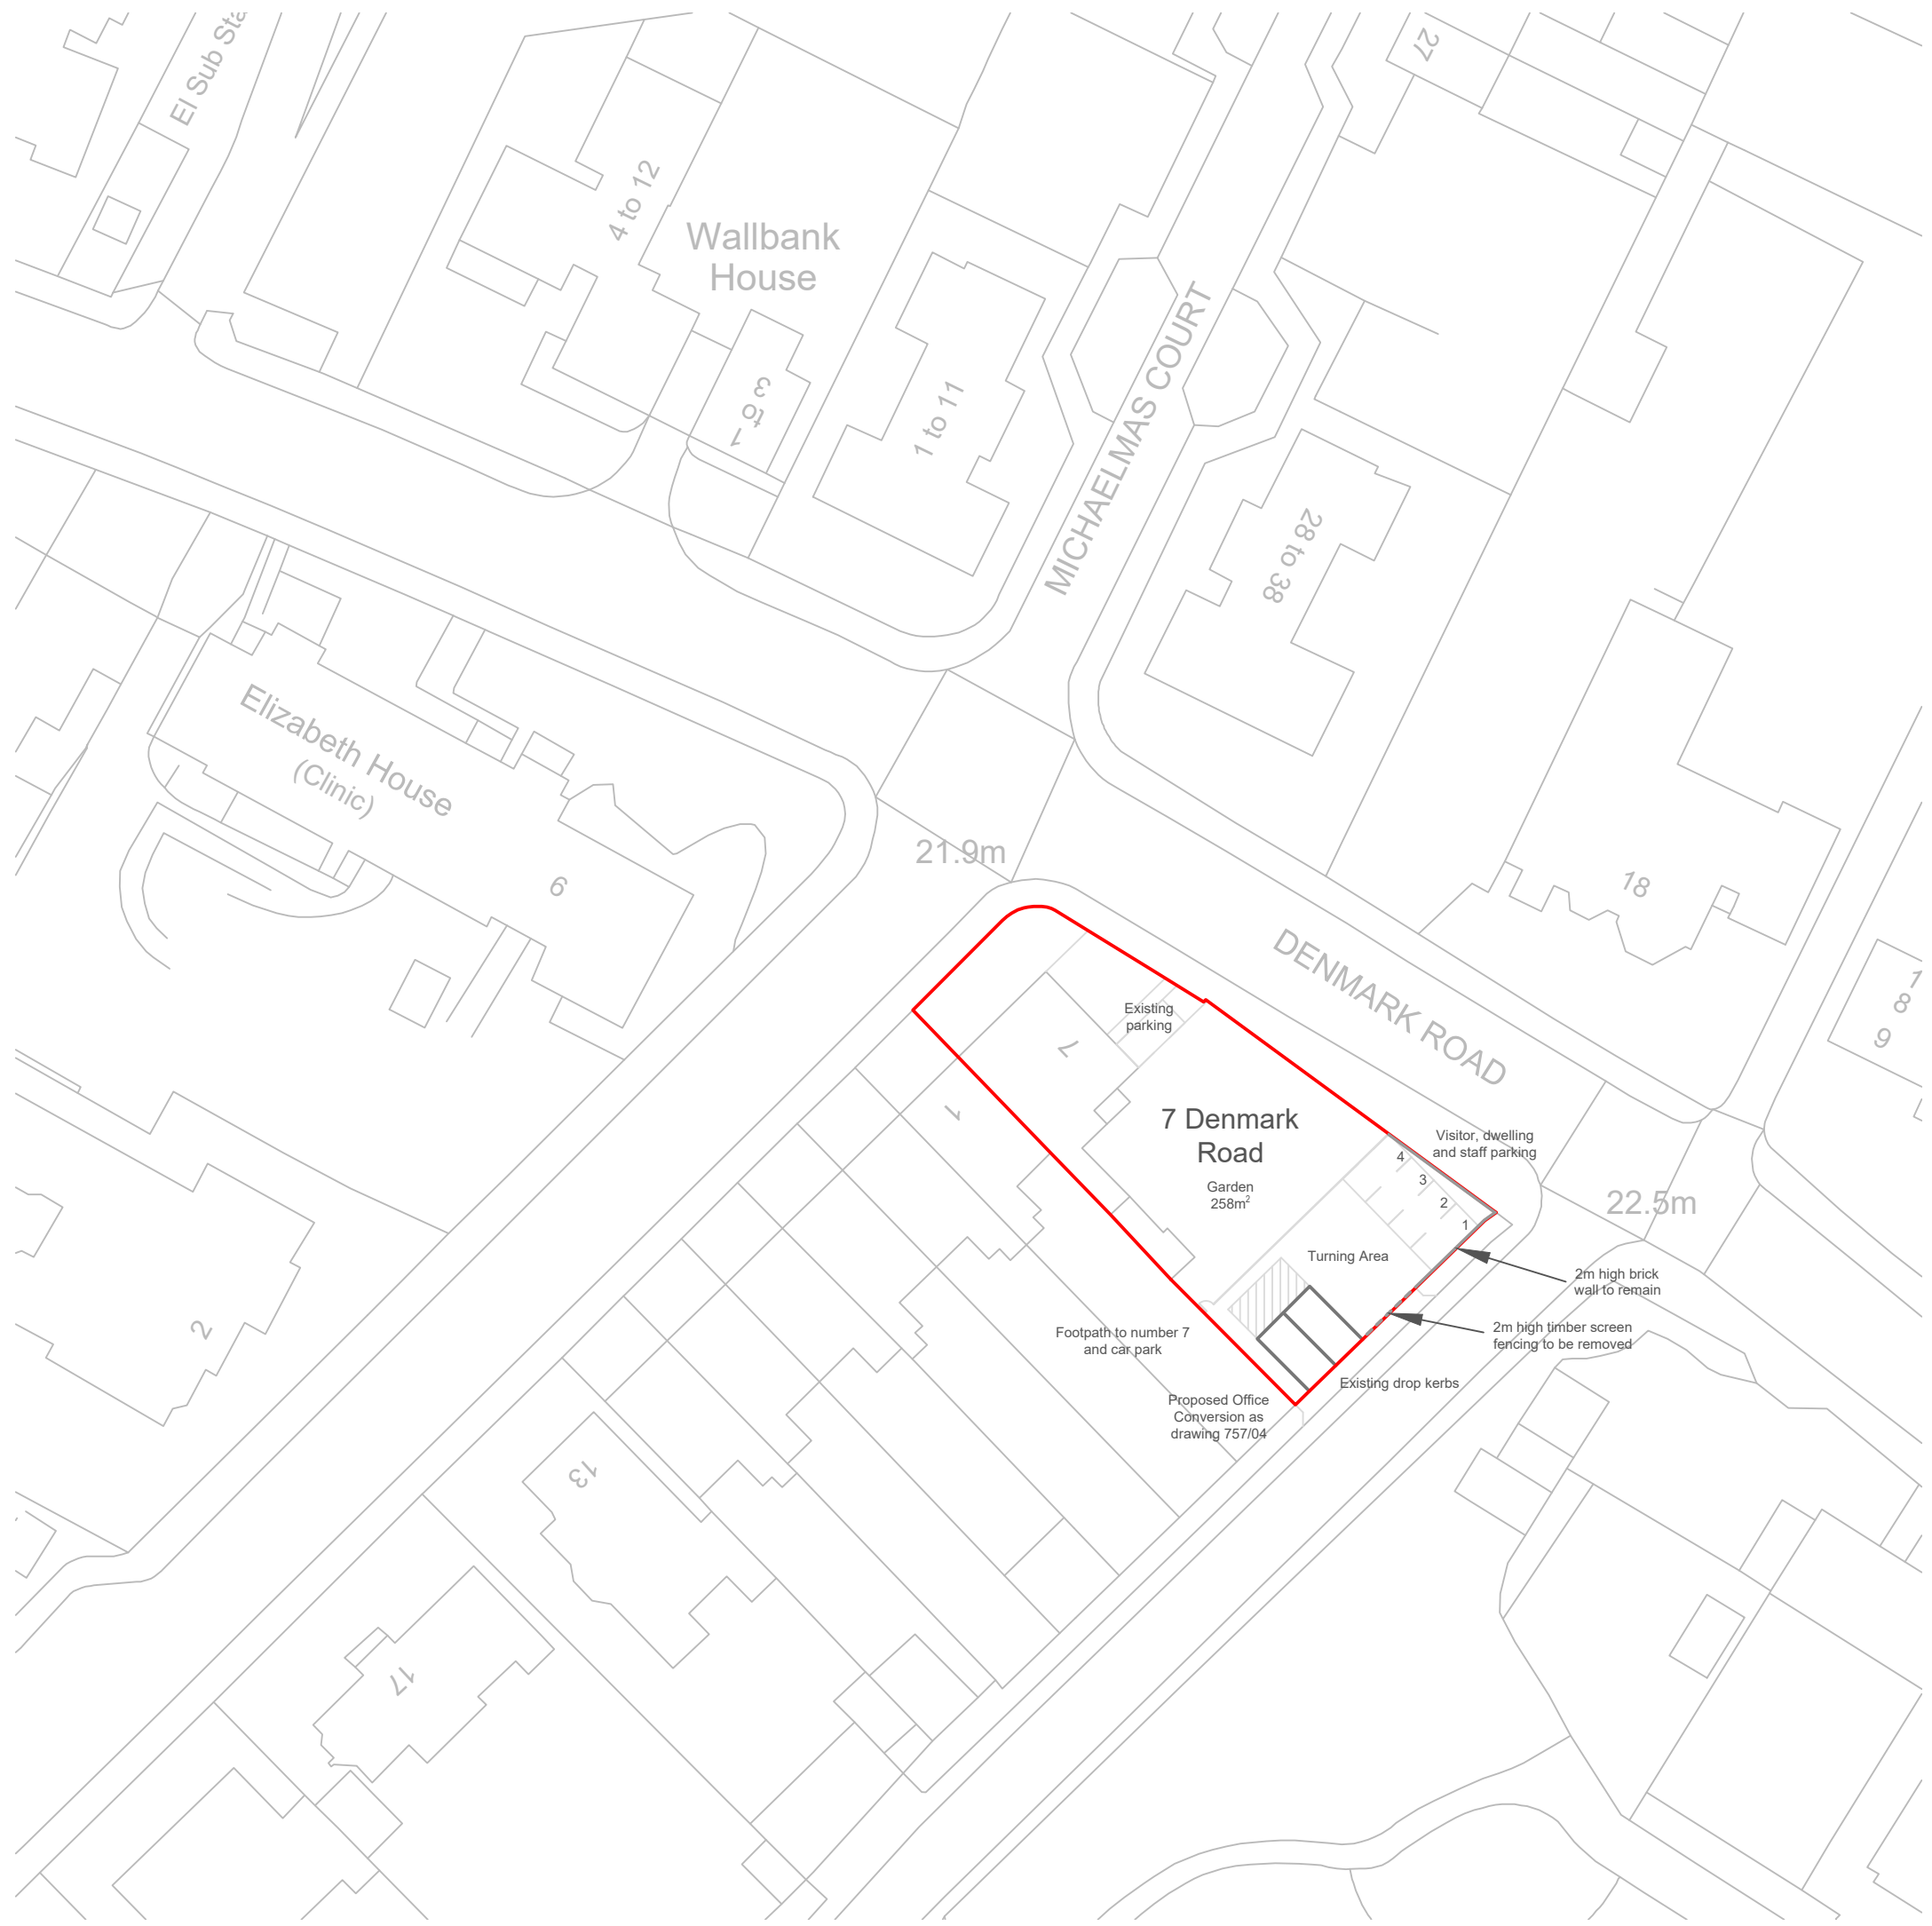 El Sub Sta
27
4 to 12
Wallbank
House
1 to 3
1 to 11
MICHAELMAS COURT
28 to 38
Elizabeth House
(Clinic)
6
21.9m
18
DENMARK ROAD
1
8
9
Existing
parking
7
1
7 Denmark
Road
Garden
258m²
Visitor, dwelling
and staff parking
4
3
2
1
22.5m
Turning Area
2m high brick
wall to remain
2m high timber screen
fencing to be removed
Footpath to number 7
and car park
Existing drop kerbs
Proposed Office
Conversion as
drawing 757/04
2
13
17